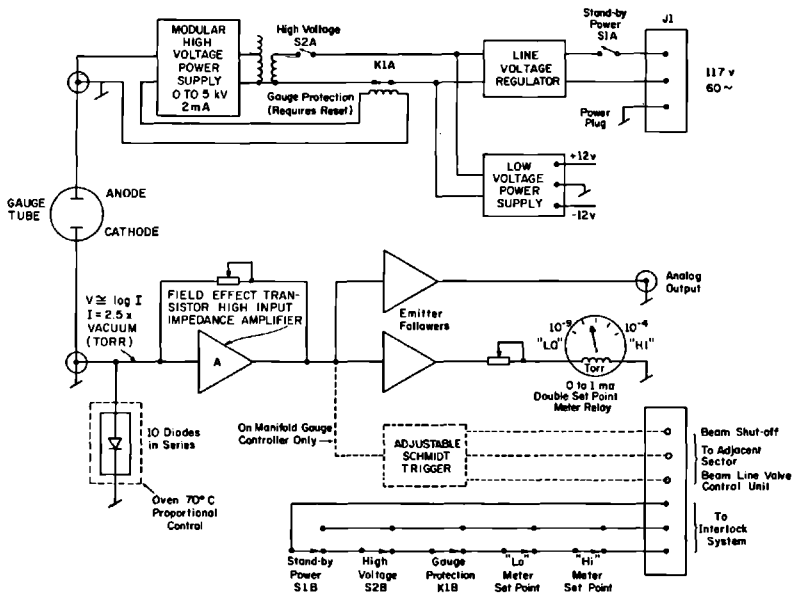 MODULAR
HIGH
VOLTAGE
POWER
SUPPLY
0 TO 5 kV
2mA
High Voltage
S2A
K1A
Gauge Protection
(Requires Reset)
LINE
VOLTAGE
REGULATOR
Stand-by
Power
S1A
J1
117 v
60 ~
Power
Plug
LOW
VOLTAGE
POWER
SUPPLY
+12v
-12v
GAUGE
TUBE
ANODE
CATHODE
V ≅ log I
I = 2.5 x
VACUUM
(TORR)
FIELD EFFECT TRAN-
SISTOR HIGH INPUT
IMPEDANCE AMPLIFIER
A
Emitter
Followers
Analog
Output
10-9
10-4
"LO"
"Hi"
Torr
0 to 1 ma
Double Set Point
Meter Relay
10 Diodes
in Series
Oven 70° C
Proportional
Control
On Manifold Gauge
Controller Only
ADJUSTABLE
SCHMIDT
TRIGGER
Beam Shut-off
To Adjacent
Sector
Beam Line Valve
Control Unit
To
Interlock
System
Stand-by
Power
S1B
High
Voltage
S2B
Gauge
Protection
K1B
"Lo"
Meter
Set Point
"Hi"
Meter
Set Point